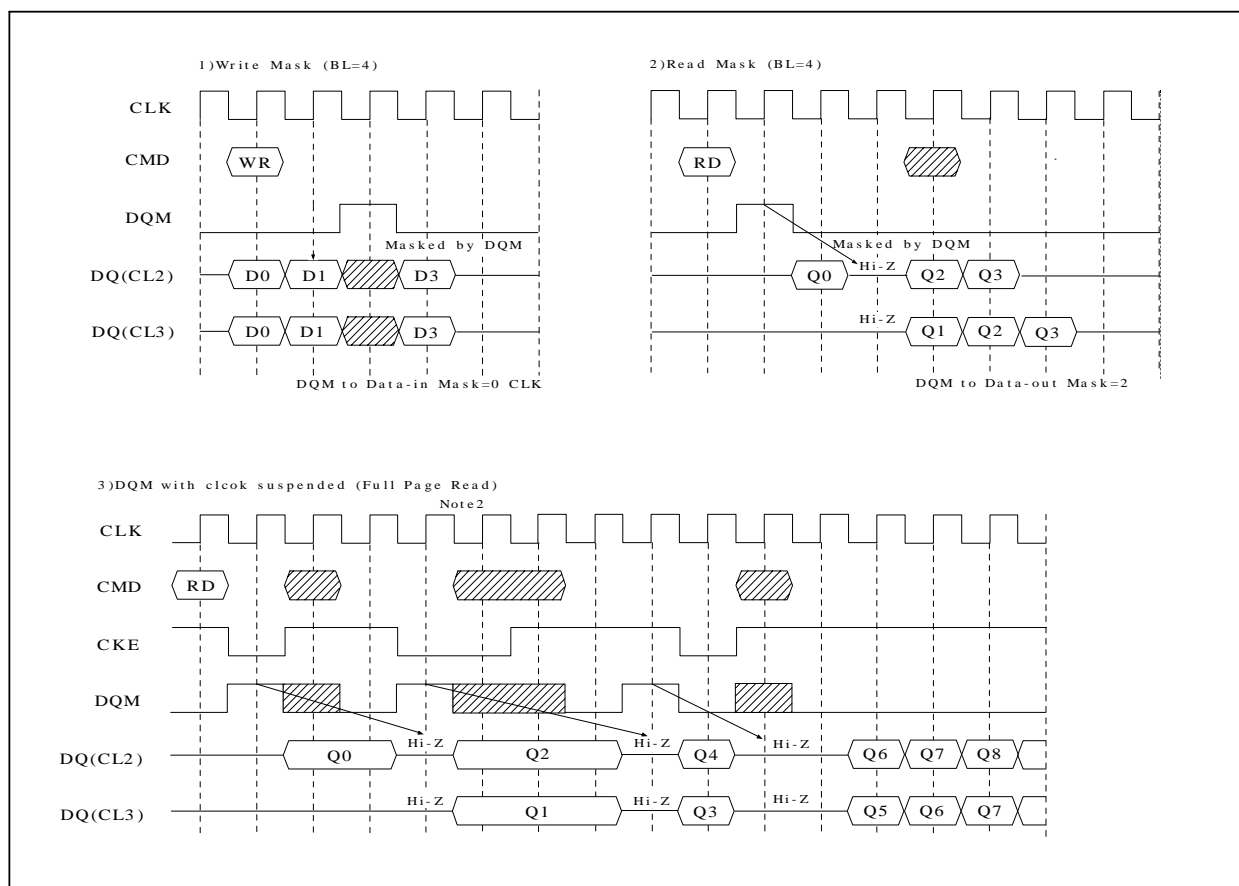 1)Write Mask (BL=4)
CLK
CMD WR
DQM
Masked by DQM
DQ(CL2) D0 D1 D3
DQ(CL3) D0 D1 D3
DQM to Data-in Mask=0 CLK
2)Read Mask (BL=4)
RD
Masked by DQM
Hi-Z
Q0 Q2 Q3
Hi-Z
Q1 Q2 Q3
DQM to Data-out Mask=2
3)DQM with clcok suspended (Full Page Read)
Note2
CLK
CMD RD
CKE
DQM
DQ(CL2) Q0 Hi-Z Q2 Hi-Z Q4 Hi-Z Q6 Q7 Q8
DQ(CL3) Hi-Z Q1 Hi-Z Q3 Hi-Z Q5 Q6 Q7